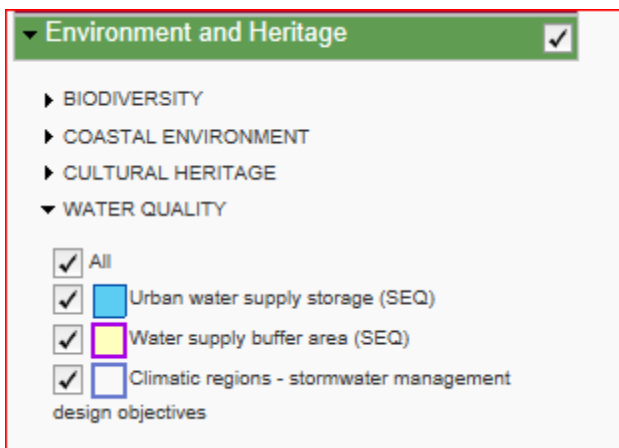 Environment and Heritage
BIODIVERSITY
COASTAL ENVIRONMENT
CULTURAL HERITAGE
WATER QUALITY
All
Urban water supply storage (SEQ)
Water supply buffer area (SEQ)
Climatic regions - stormwater management
design objectives